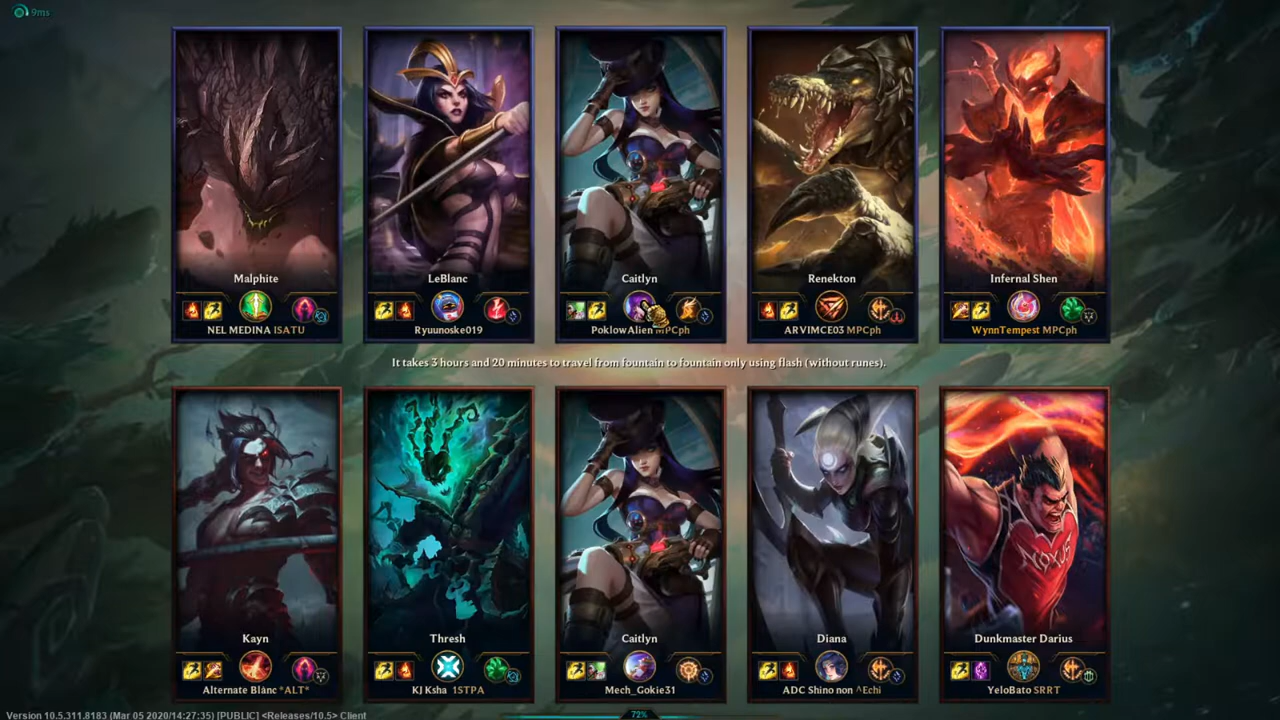 9ms
Malphite
NEL MEDINA ISATU
LeBlanc
Ryuunoske019
Caitlyn
PoklowAlien MPCph
Renekton
ARVIMCE03 MPCph
Infernal Shen
WynnTempest MPCph
It takes 3 hours and 20 minutes to travel from fountain to fountain only using flash (without runes).
NOXUS
Kayn
Alternate Blànc *ALT*
Thresh
KJ Ksha 1STPA
Caitlyn
Mech_Gokie31
Diana
ADC Shino non ^Echi
Dunkmaster Darius
YeloBato SRRT
Version 10.5.311.8183 (Mar 05 2020/14:27:35) [PUBLIC] <Releases/10.5> Client
72%